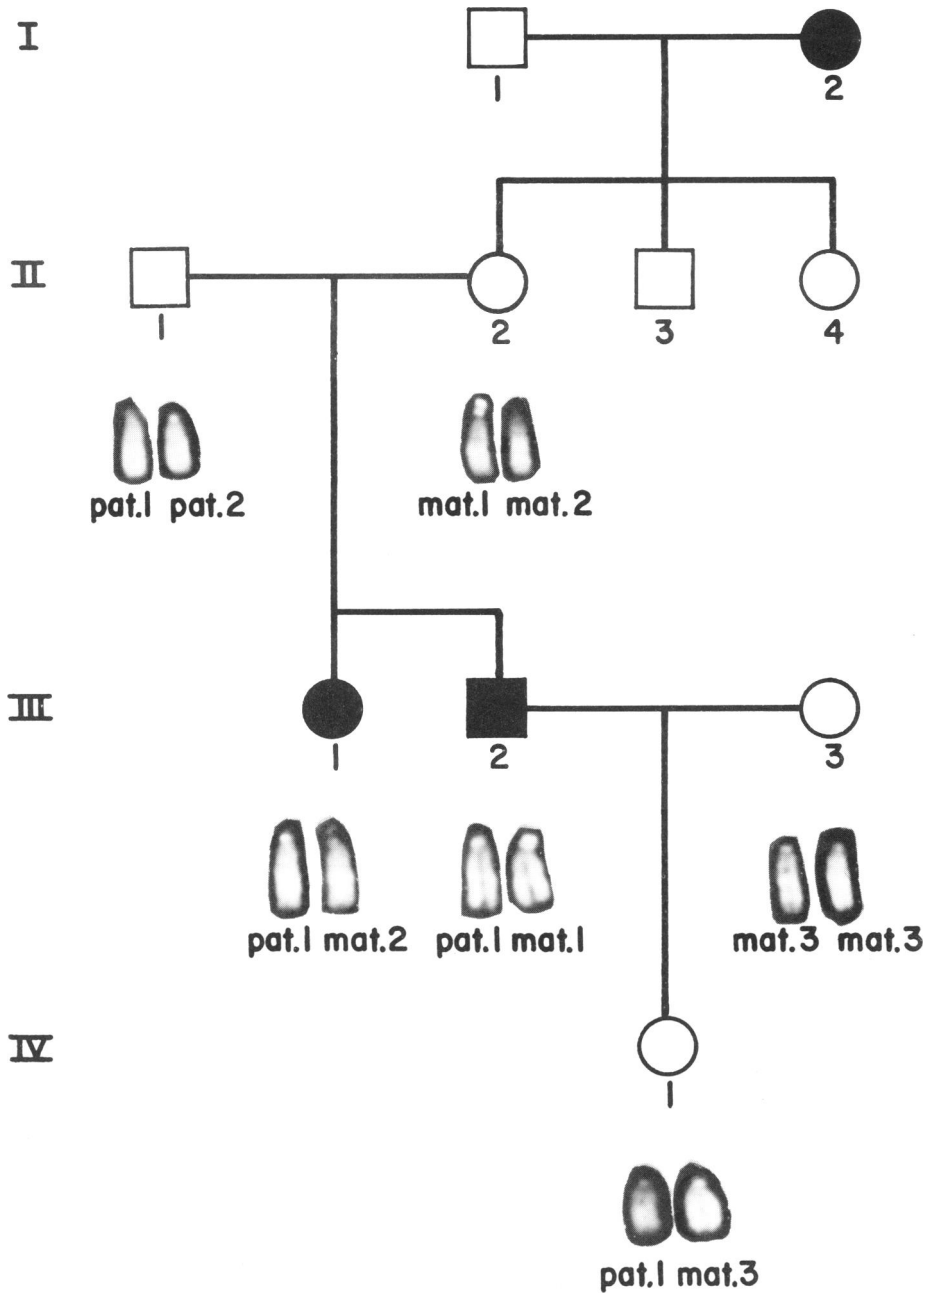 I
1 2
II
1 2 3 4
pat.1 pat.2 mat.1 mat.2
III
1 2 3
pat.1 mat.2 pat.1 mat.1 mat.3 mat.3
IV
1
pat.1 mat.3